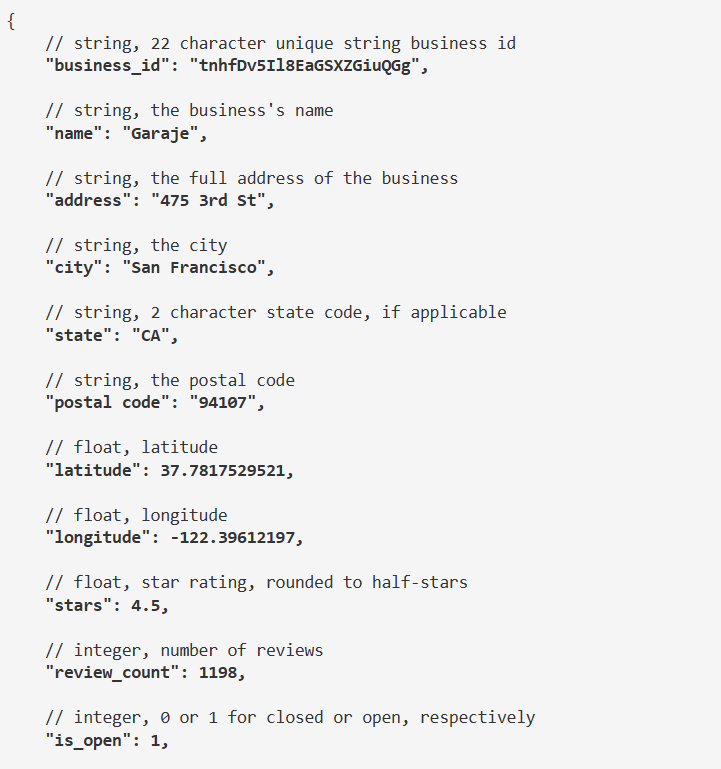 {
// string, 22 character unique string business id
"business_id": "tnhfDv5Il8EaGSXZGiuQGg",
// string, the business's name
"name": "Garaje",
// string, the full address of the business
"address": "475 3rd St",
// string, the city
"city": "San Francisco",
// string, 2 character state code, if applicable
"state": "CA",
// string, the postal code
"postal code": "94107",
// float, latitude
"latitude": 37.7817529521,
// float, longitude
"longitude": -122.39612197,
// float, star rating, rounded to half-stars
"stars": 4.5,
// integer, number of reviews
"review_count": 1198,
// integer, 0 or 1 for closed or open, respectively
"is_open": 1,